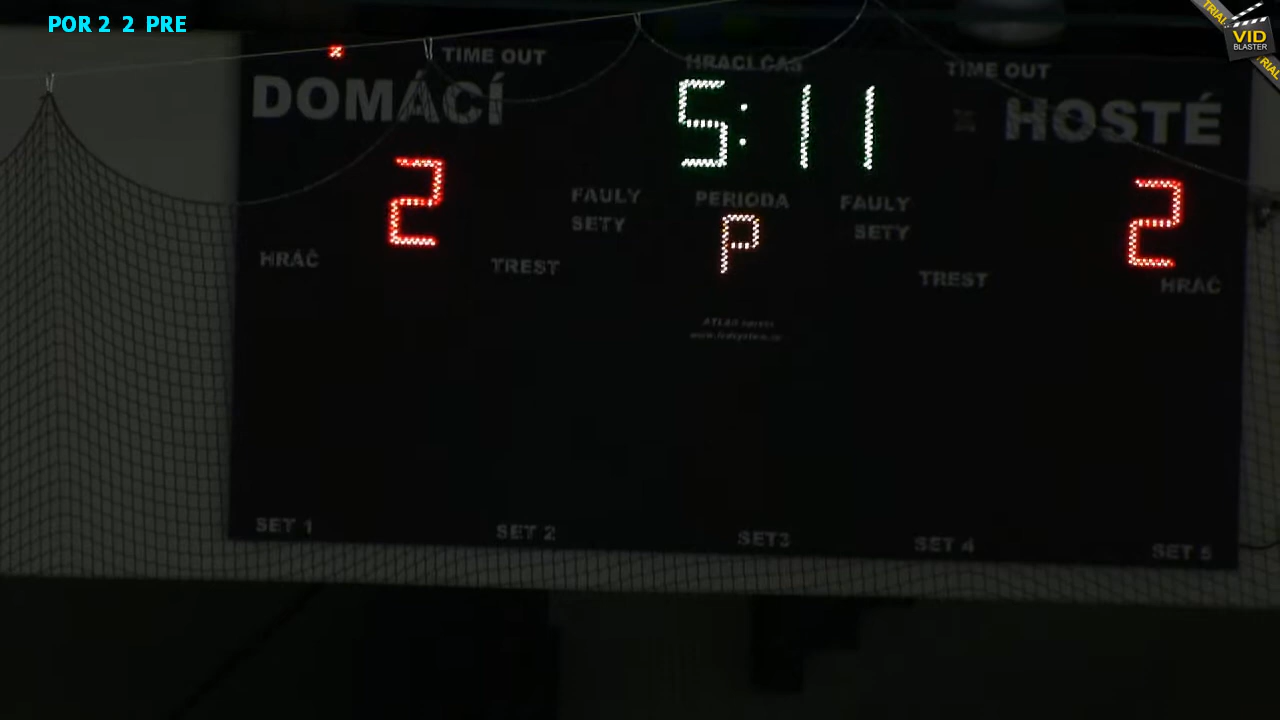 POR 2 2 PRE
TRIAL
VID
BLASTER
TRIAL
TIME OUT
HRACÍ ČAS
TIME OUT
DOMÁCÍ
5:11
HOSTÉ
2
FAULY
PERIODA
FAULY
2
SETY
P
SETY
HRÁČ
TREST
TREST
HRÁČ
SET 1
SET 2
SET3
SET 4
SET 5